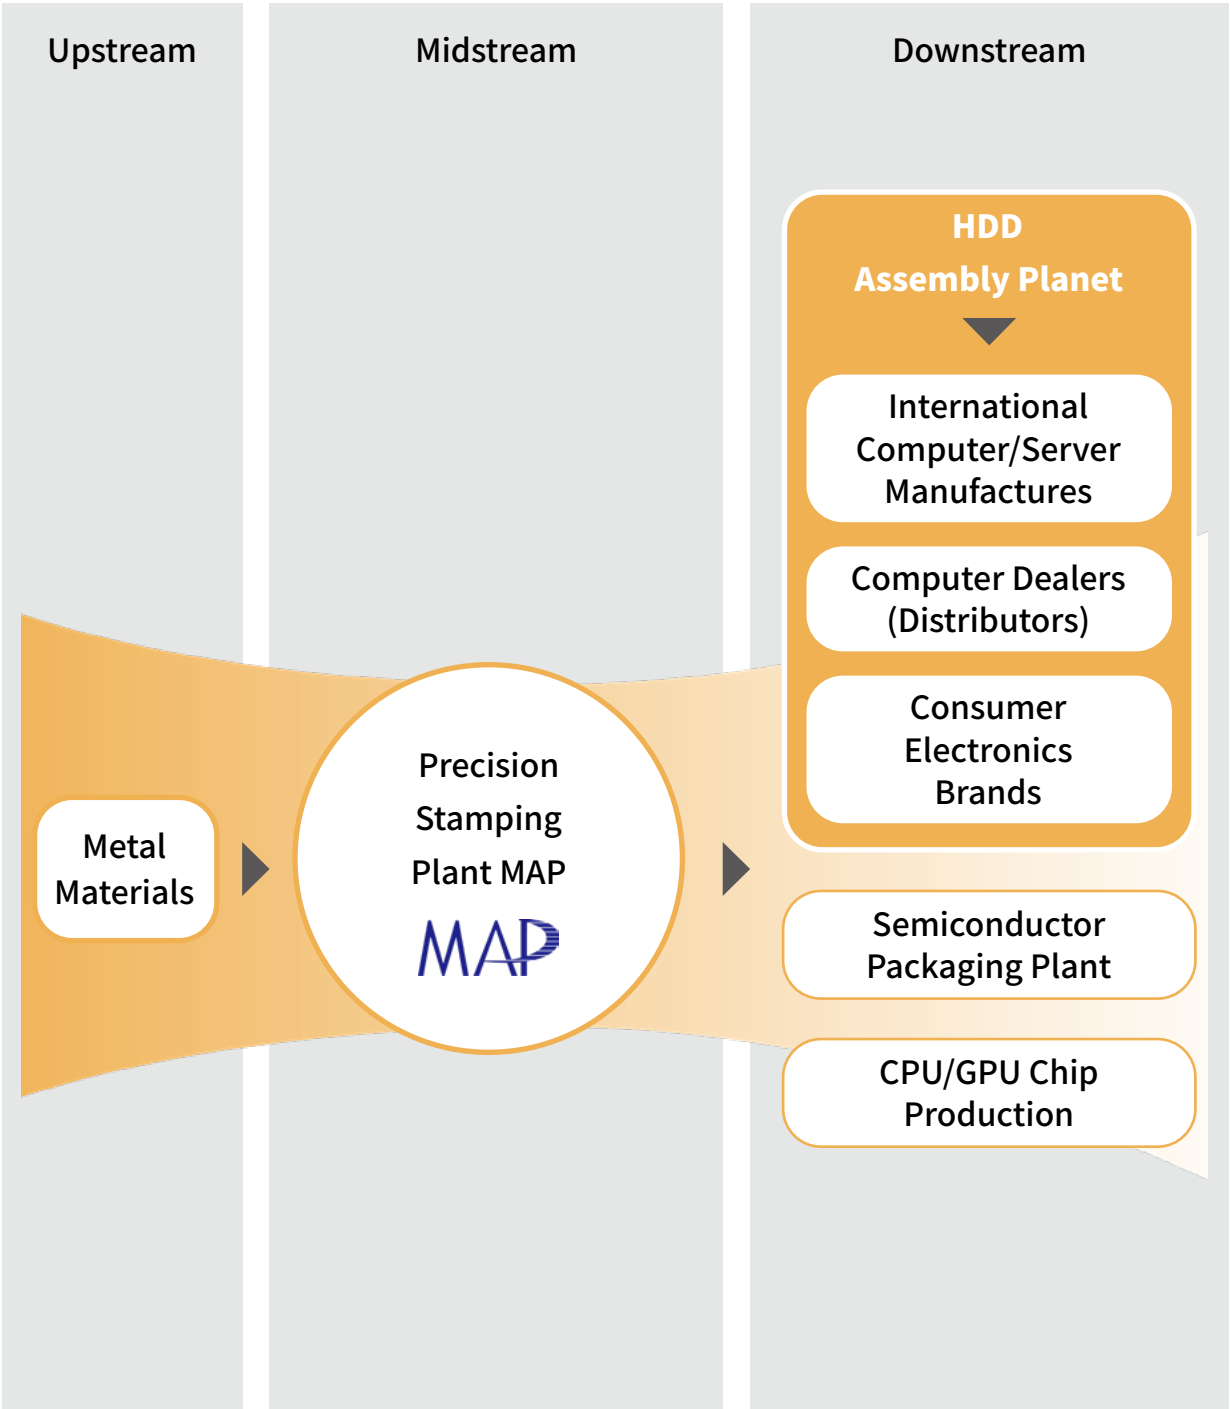 Upstream
Midstream
Downstream
Metal
Materials
Precision
Stamping
Plant MAP
MAP
HDD
Assembly Planet
International
Computer/Server
Manufactures
Computer Dealers
(Distributors)
Consumer
Electronics
Brands
Semiconductor
Packaging Plant
CPU/GPU Chip
Production